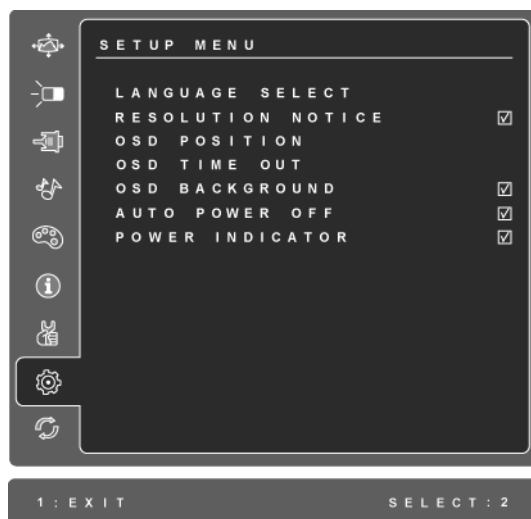 SETUP MENU
LANGUAGE SELECT
RESOLUTION NOTICE
OSD POSITION
OSD TIME OUT
OSD BACKGROUND
AUTO POWER OFF
POWER INDICATOR
1:EXIT SELECT:2